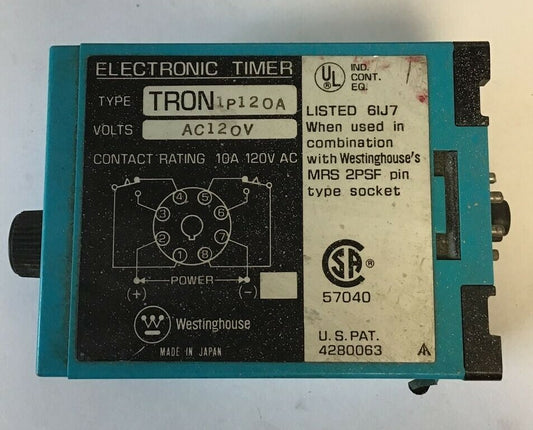 ELECTRONIC TIMER
TYPE TRON1P120A
VOLTS AC120V
CONTACT RATING 10A 120V AC
4 5
3 6
2 7
1 8
POWER
(+) (-)
W Westinghouse
MADE IN JAPAN
UL IND.
CONT.
EQ.
LISTED 61J7
When used in
combination
with Westinghouse's
MRS 2PSF pin
type socket
SA ®
57040
U.S. PAT.
4280063